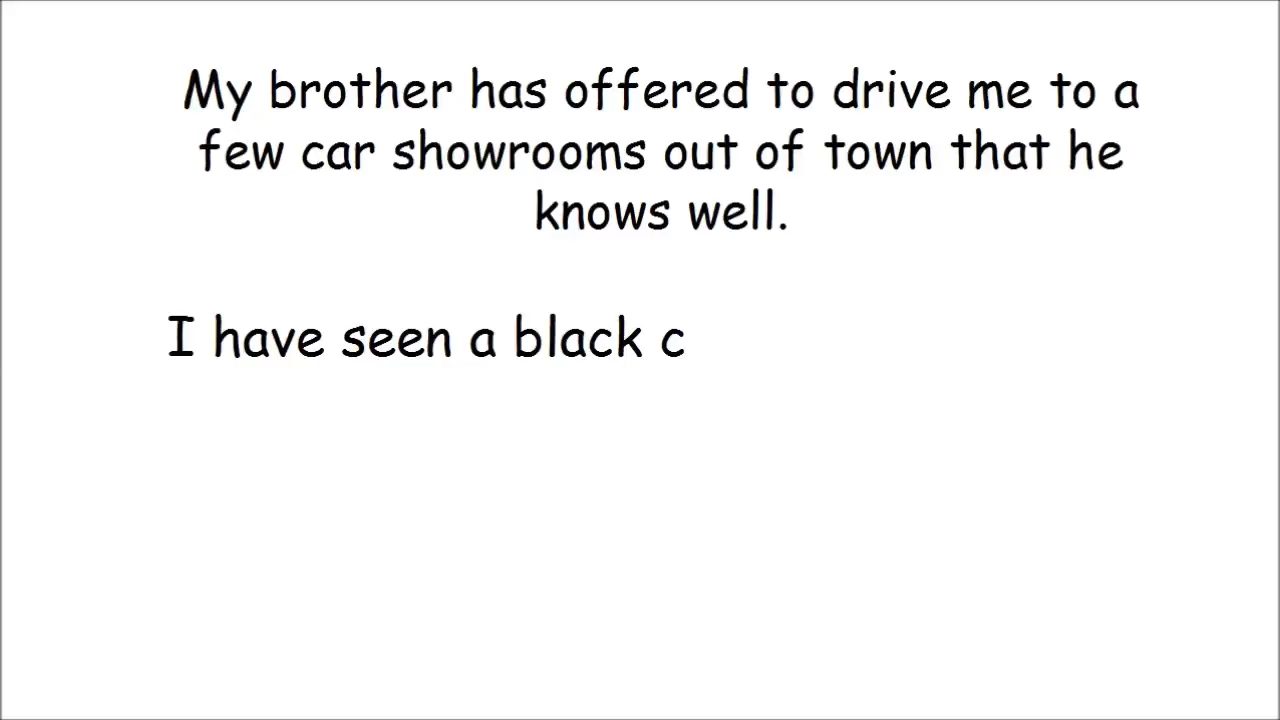 My brother has offered to drive me to a
few car showrooms out of town that he
knows well.
I have seen a black c